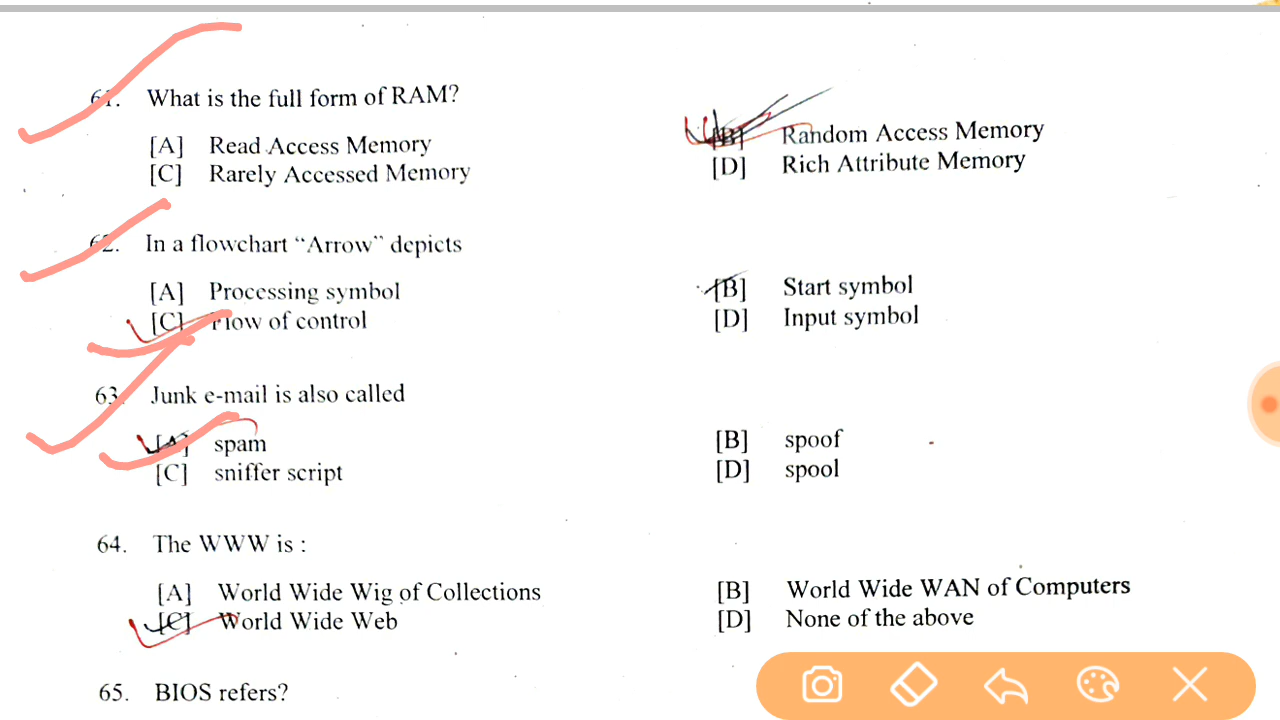 61. What is the full form of RAM?
[A] Read Access Memory [B] Random Access Memory
[C] Rarely Accessed Memory [D] Rich Attribute Memory
62. In a flowchart “Arrow” depicts
[A] Processing symbol [B] Start symbol
[C] Flow of control [D] Input symbol
63. Junk e-mail is also called
[A] spam [B] spoof
[C] sniffer script [D] spool
64. The WWW is :
[A] World Wide Wig of Collections [B] World Wide WAN of Computers
[C] World Wide Web [D] None of the above
65. BIOS refers?